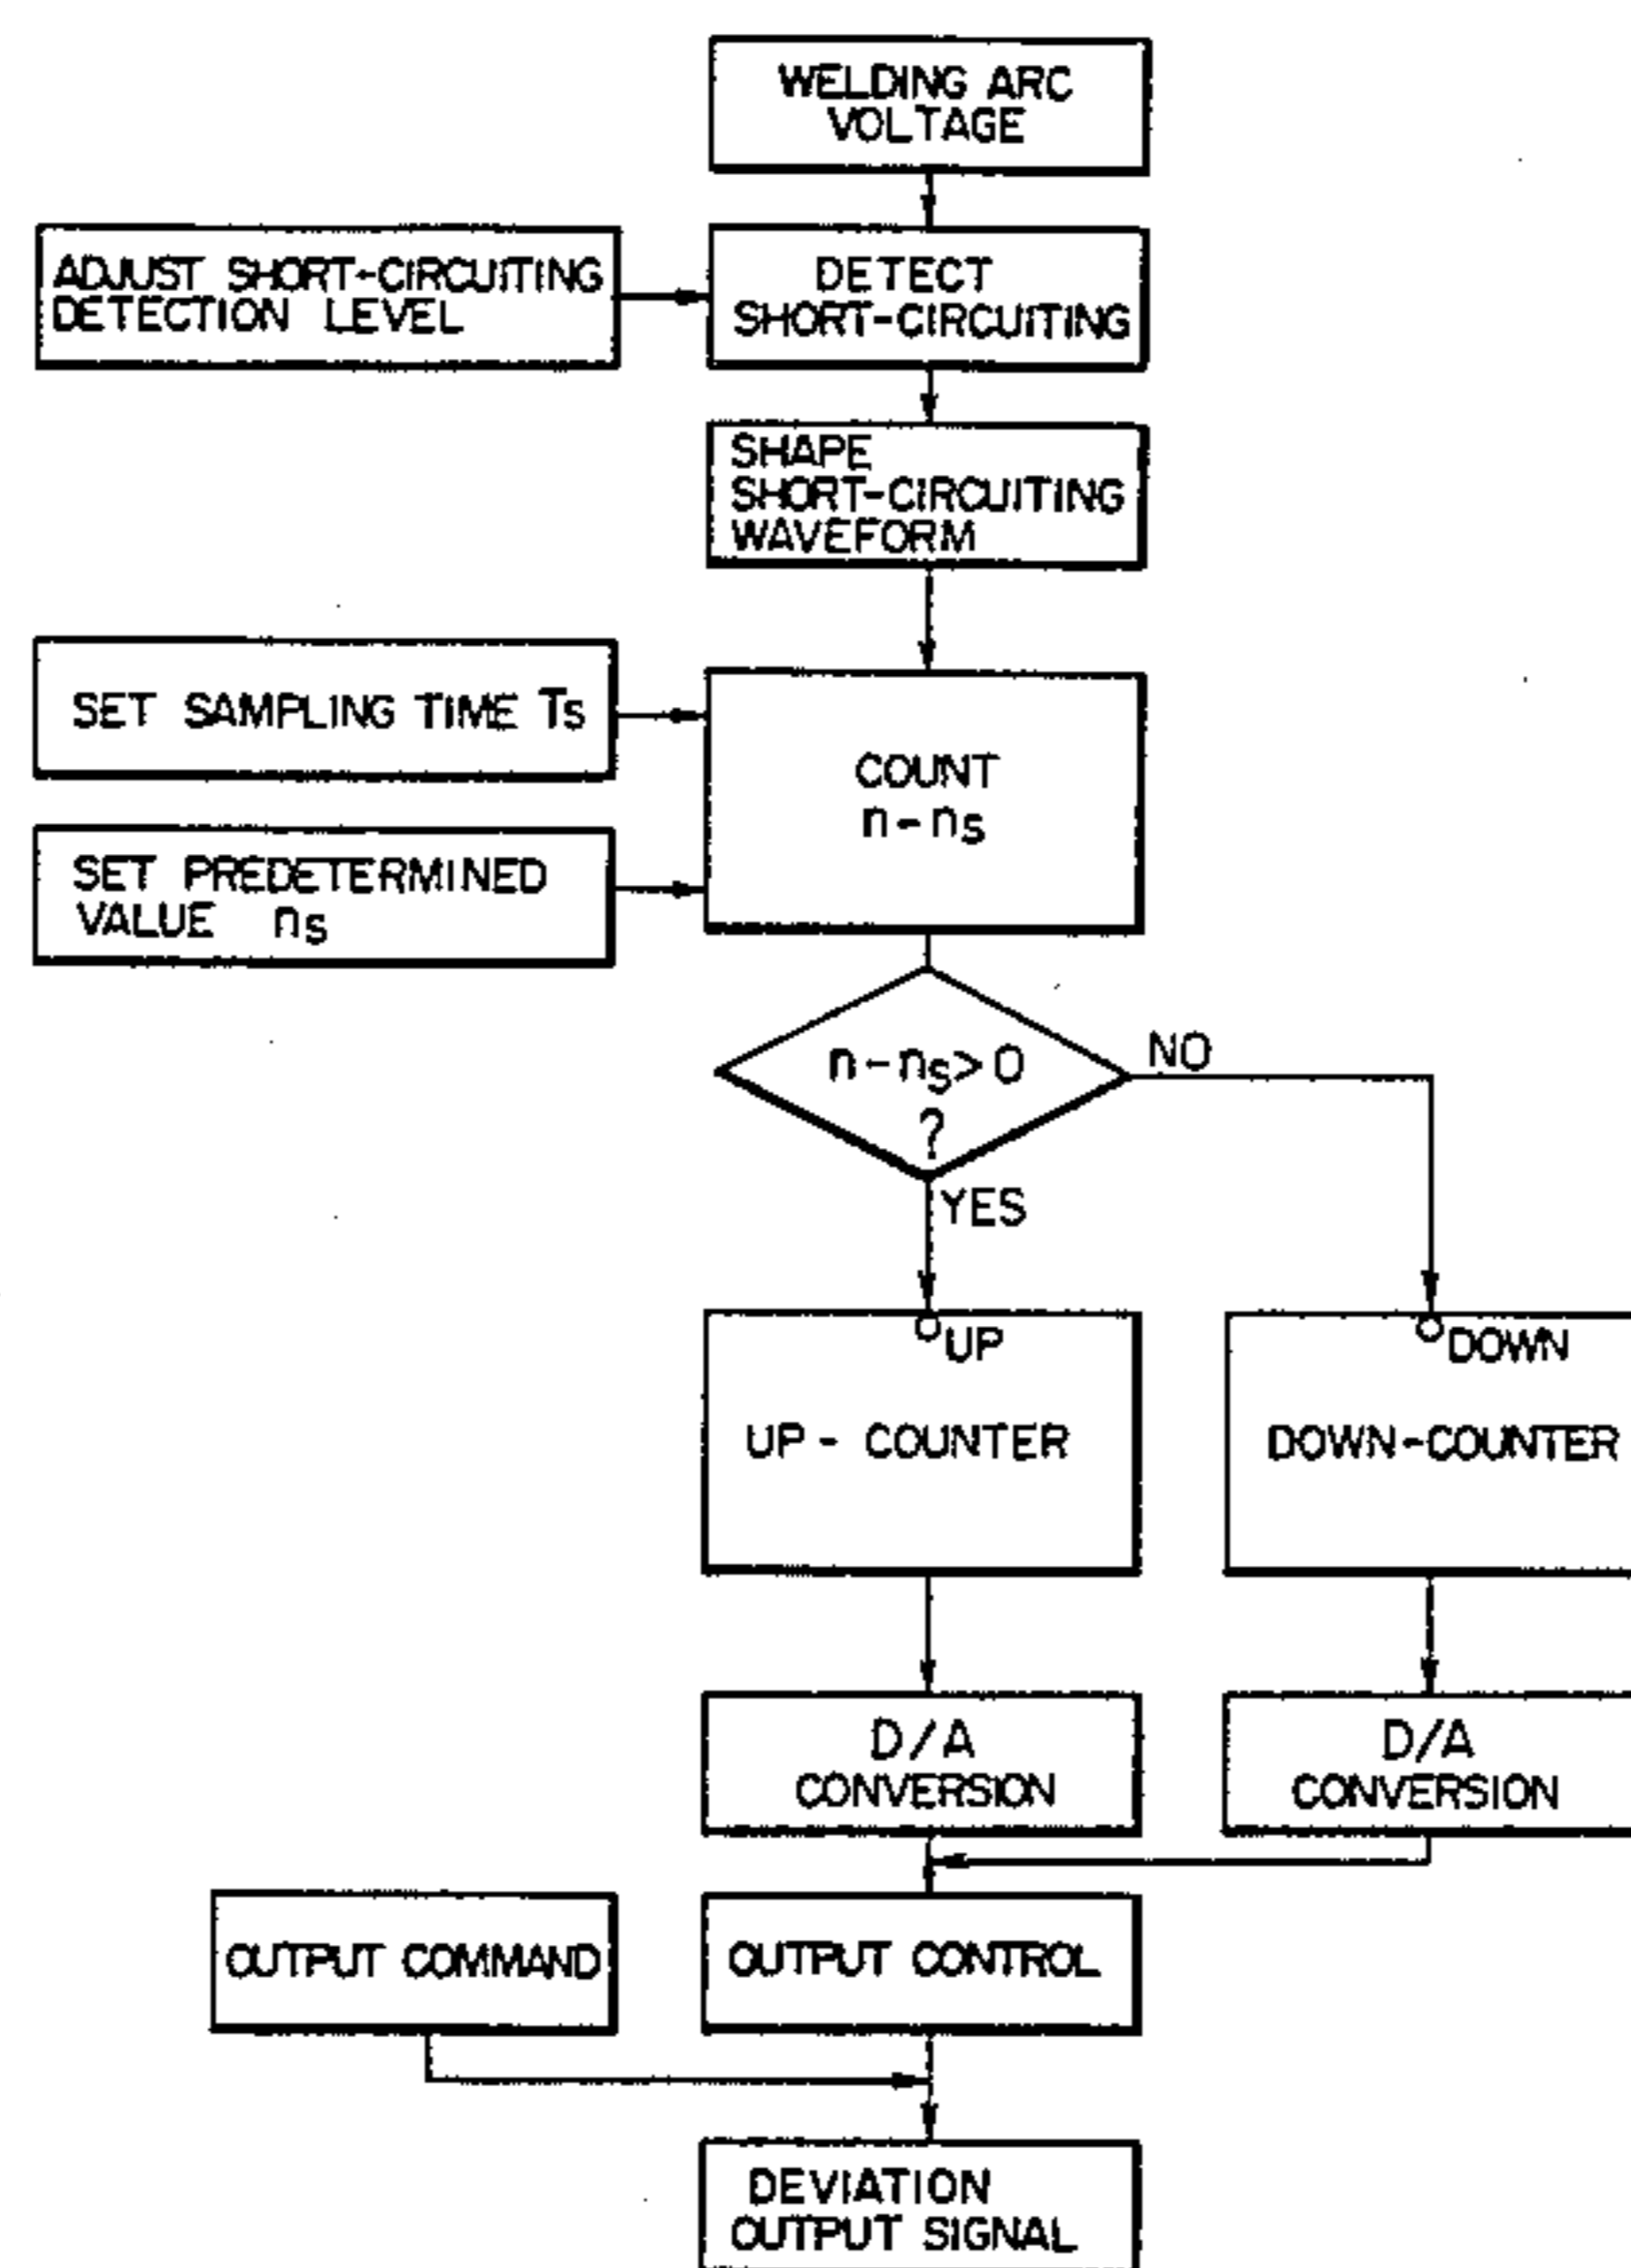 WELDING ARC
VOLTAGE
ADJUST SHORT-CIRCUITING
DETECTION LEVEL
DETECT
SHORT-CIRCUITING
SHAPE
SHORT-CIRCUITING
WAVEFORM
SET SAMPLING TIME Ts
COUNT
n-ns
SET PREDETERMINED
VALUE ns
n-ns>0
?
NO
YES
UP
DOWN
UP - COUNTER
DOWN-COUNTER
D/A
CONVERSION
D/A
CONVERSION
OUTPUT COMMAND
OUTPUT CONTROL
DEVIATION
OUTPUT SIGNAL